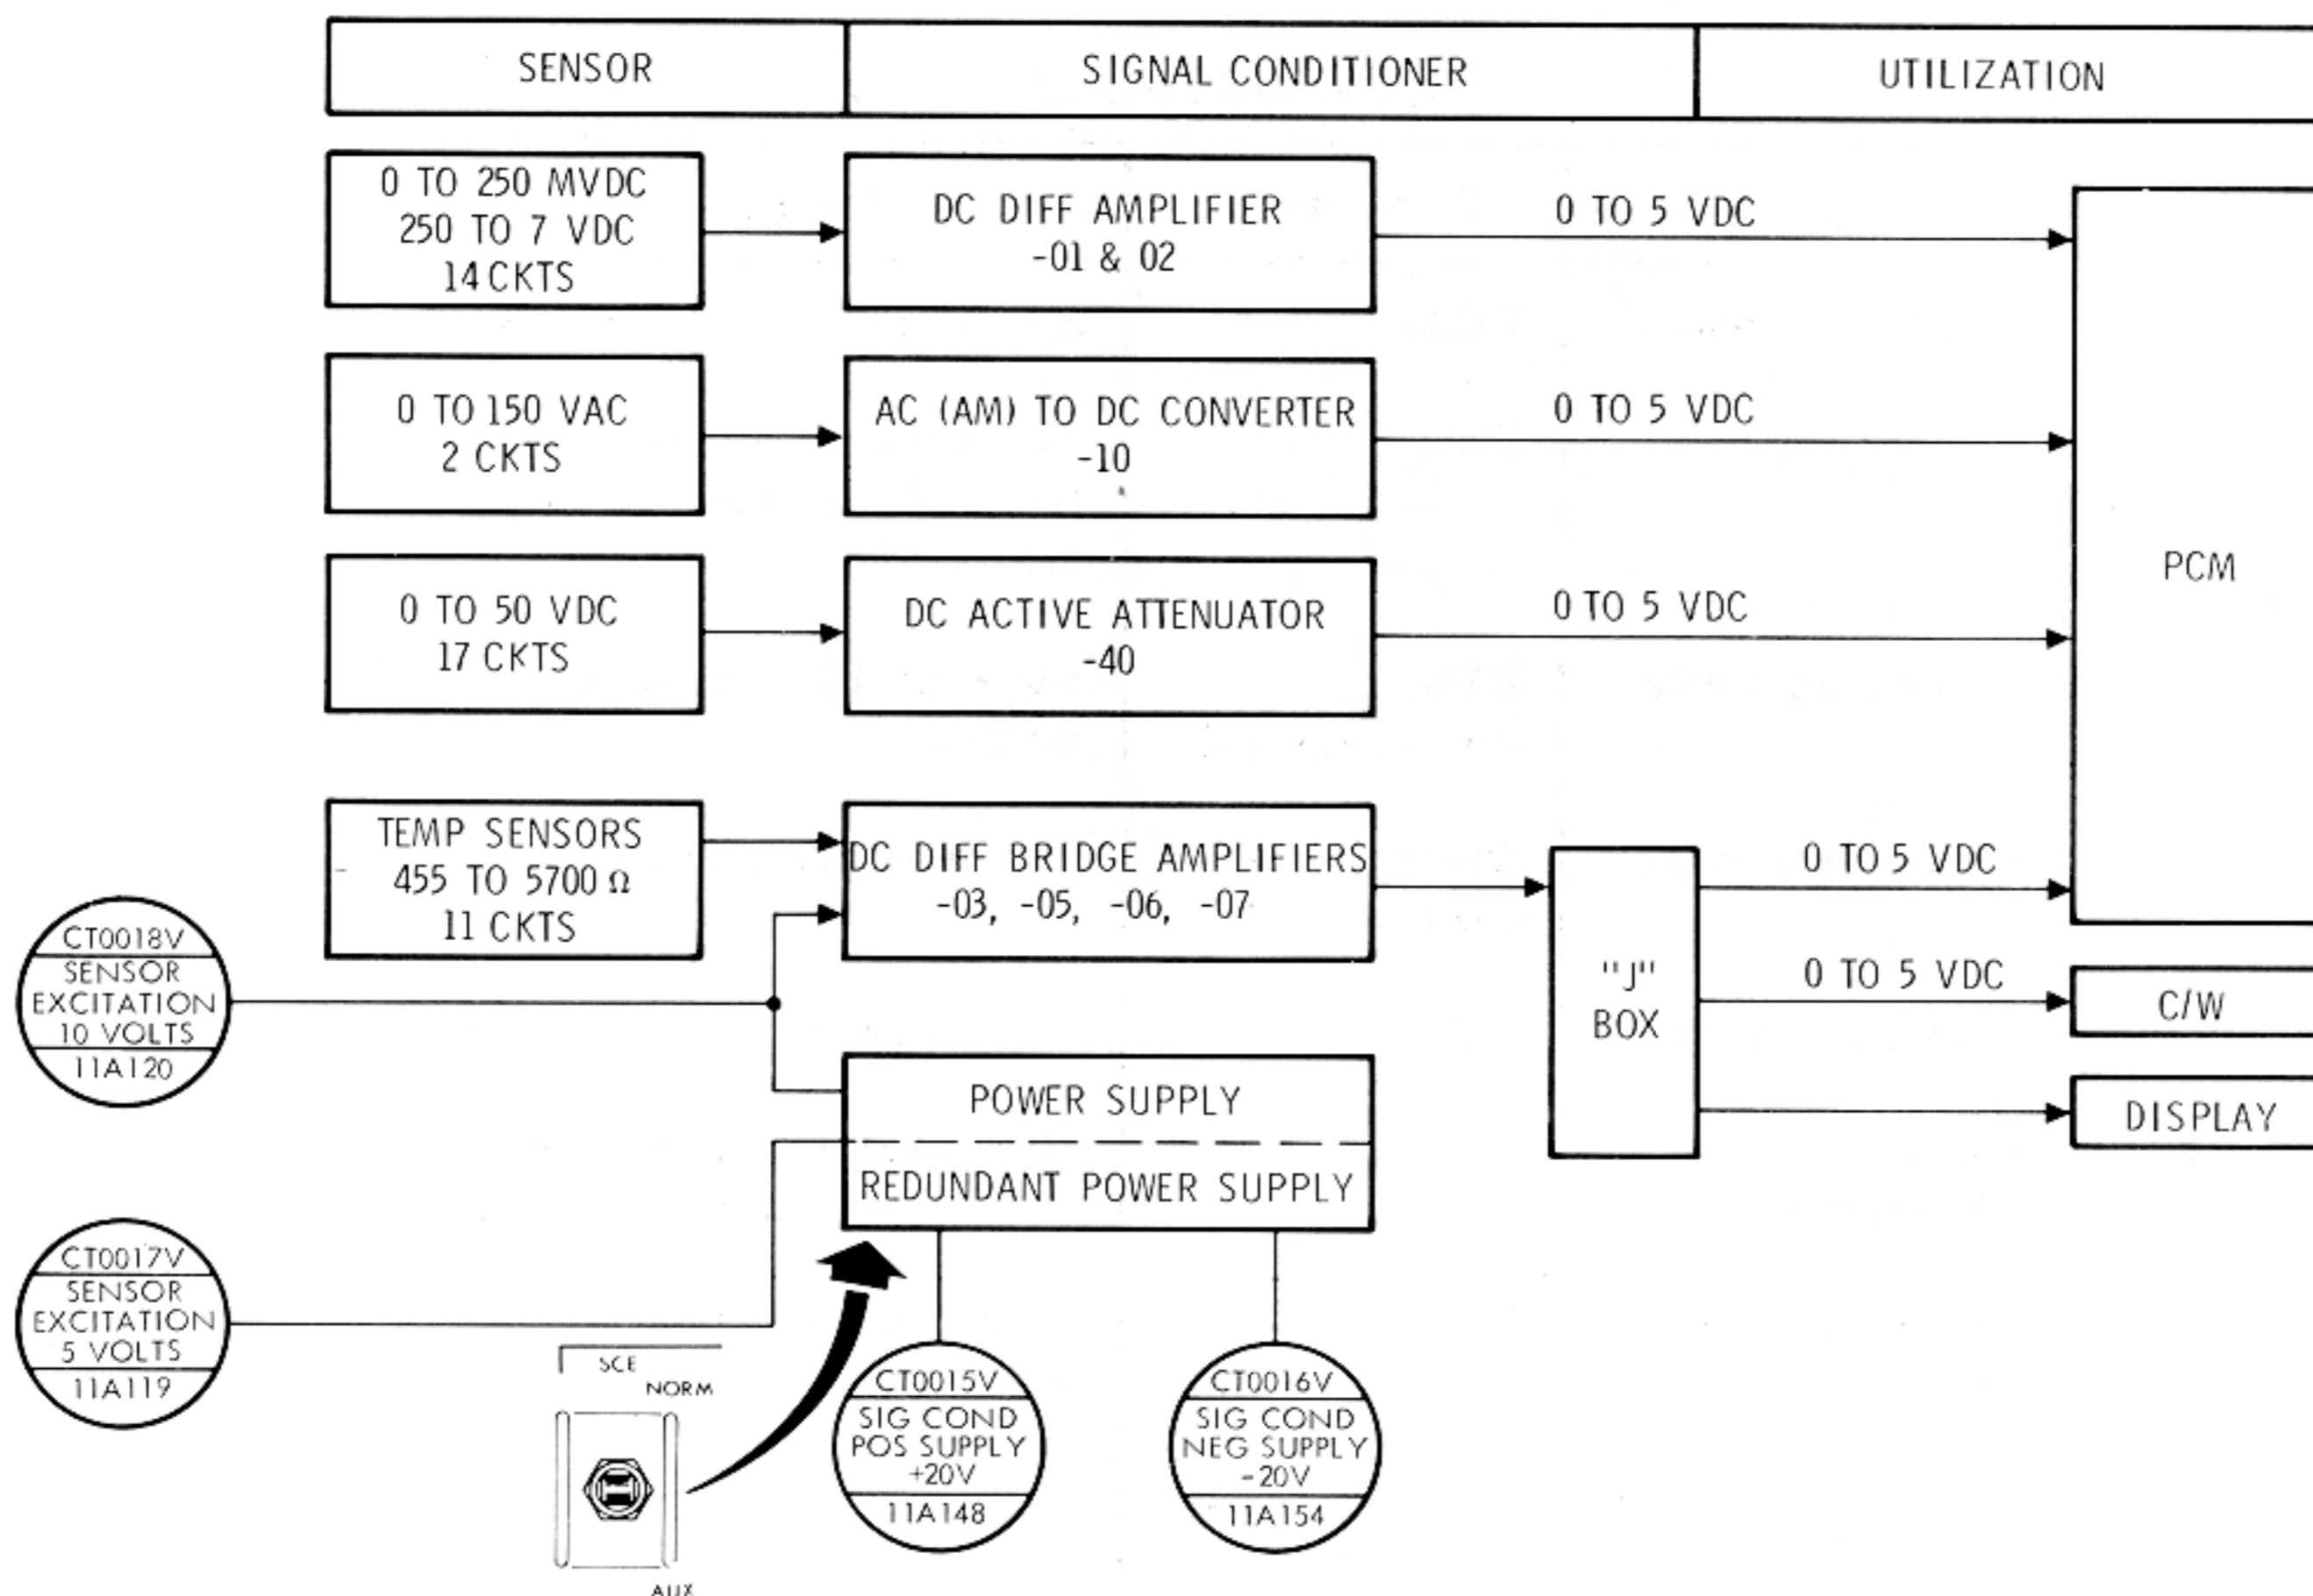 SENSOR
SIGNAL CONDITIONER
UTILIZATION
0 TO 250 MVDC
250 TO 7 VDC
14 CKTS
DC DIFF AMPLIFIER
-01 & 02
0 TO 5 VDC
0 TO 150 VAC
2 CKTS
AC (AM) TO DC CONVERTER
-10
0 TO 5 VDC
0 TO 50 VDC
17 CKTS
DC ACTIVE ATTENUATOR
-40
0 TO 5 VDC
PCM
TEMP SENSORS
455 TO 5700 Ω
11 CKTS
DC DIFF BRIDGE AMPLIFIERS
-03, -05, -06, -07
"J"
BOX
0 TO 5 VDC
0 TO 5 VDC
C/W
DISPLAY
CT0018V
SENSOR
EXCITATION
10 VOLTS
11A120
POWER SUPPLY
REDUNDANT POWER SUPPLY
CT0017V
SENSOR
EXCITATION
5 VOLTS
11A119
SCE
NORM
AUX
CT0015V
SIG COND
POS SUPPLY
+20V
11A148
CT0016V
SIG COND
NEG SUPPLY
-20V
11A154